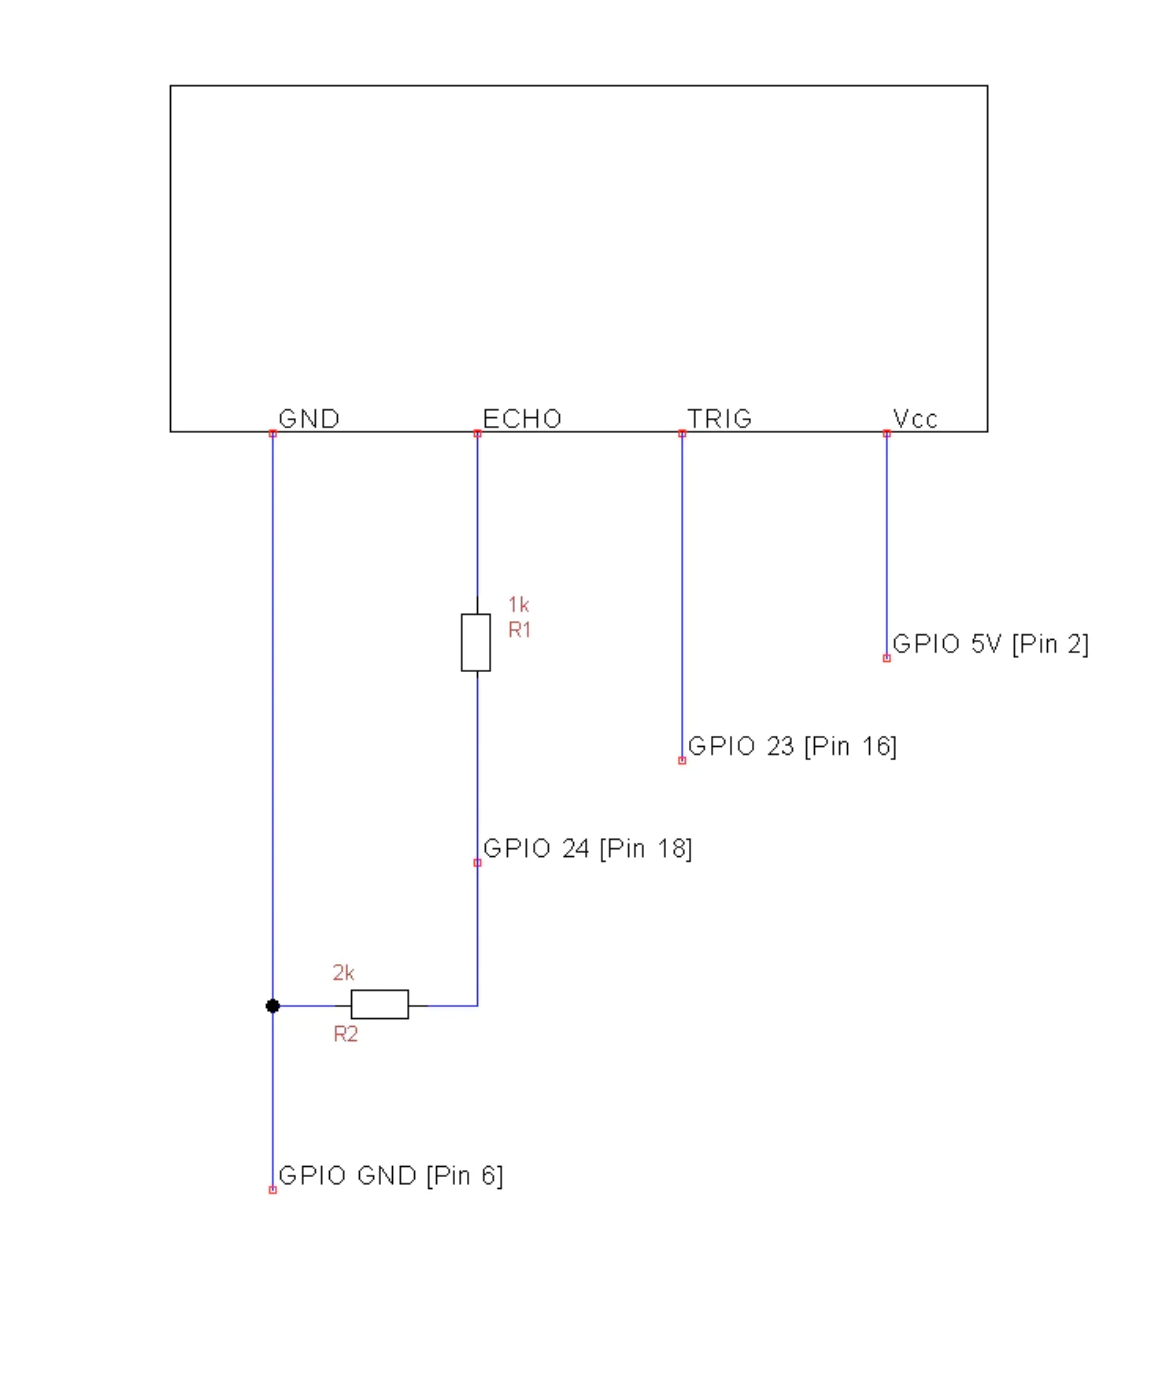 GND
ECHO
TRIG
Vcc
1k
R1
GPIO 5V [Pin 2]
GPIO 23 [Pin 16]
GPIO 24 [Pin 18]
2k
R2
GPIO GND [Pin 6]